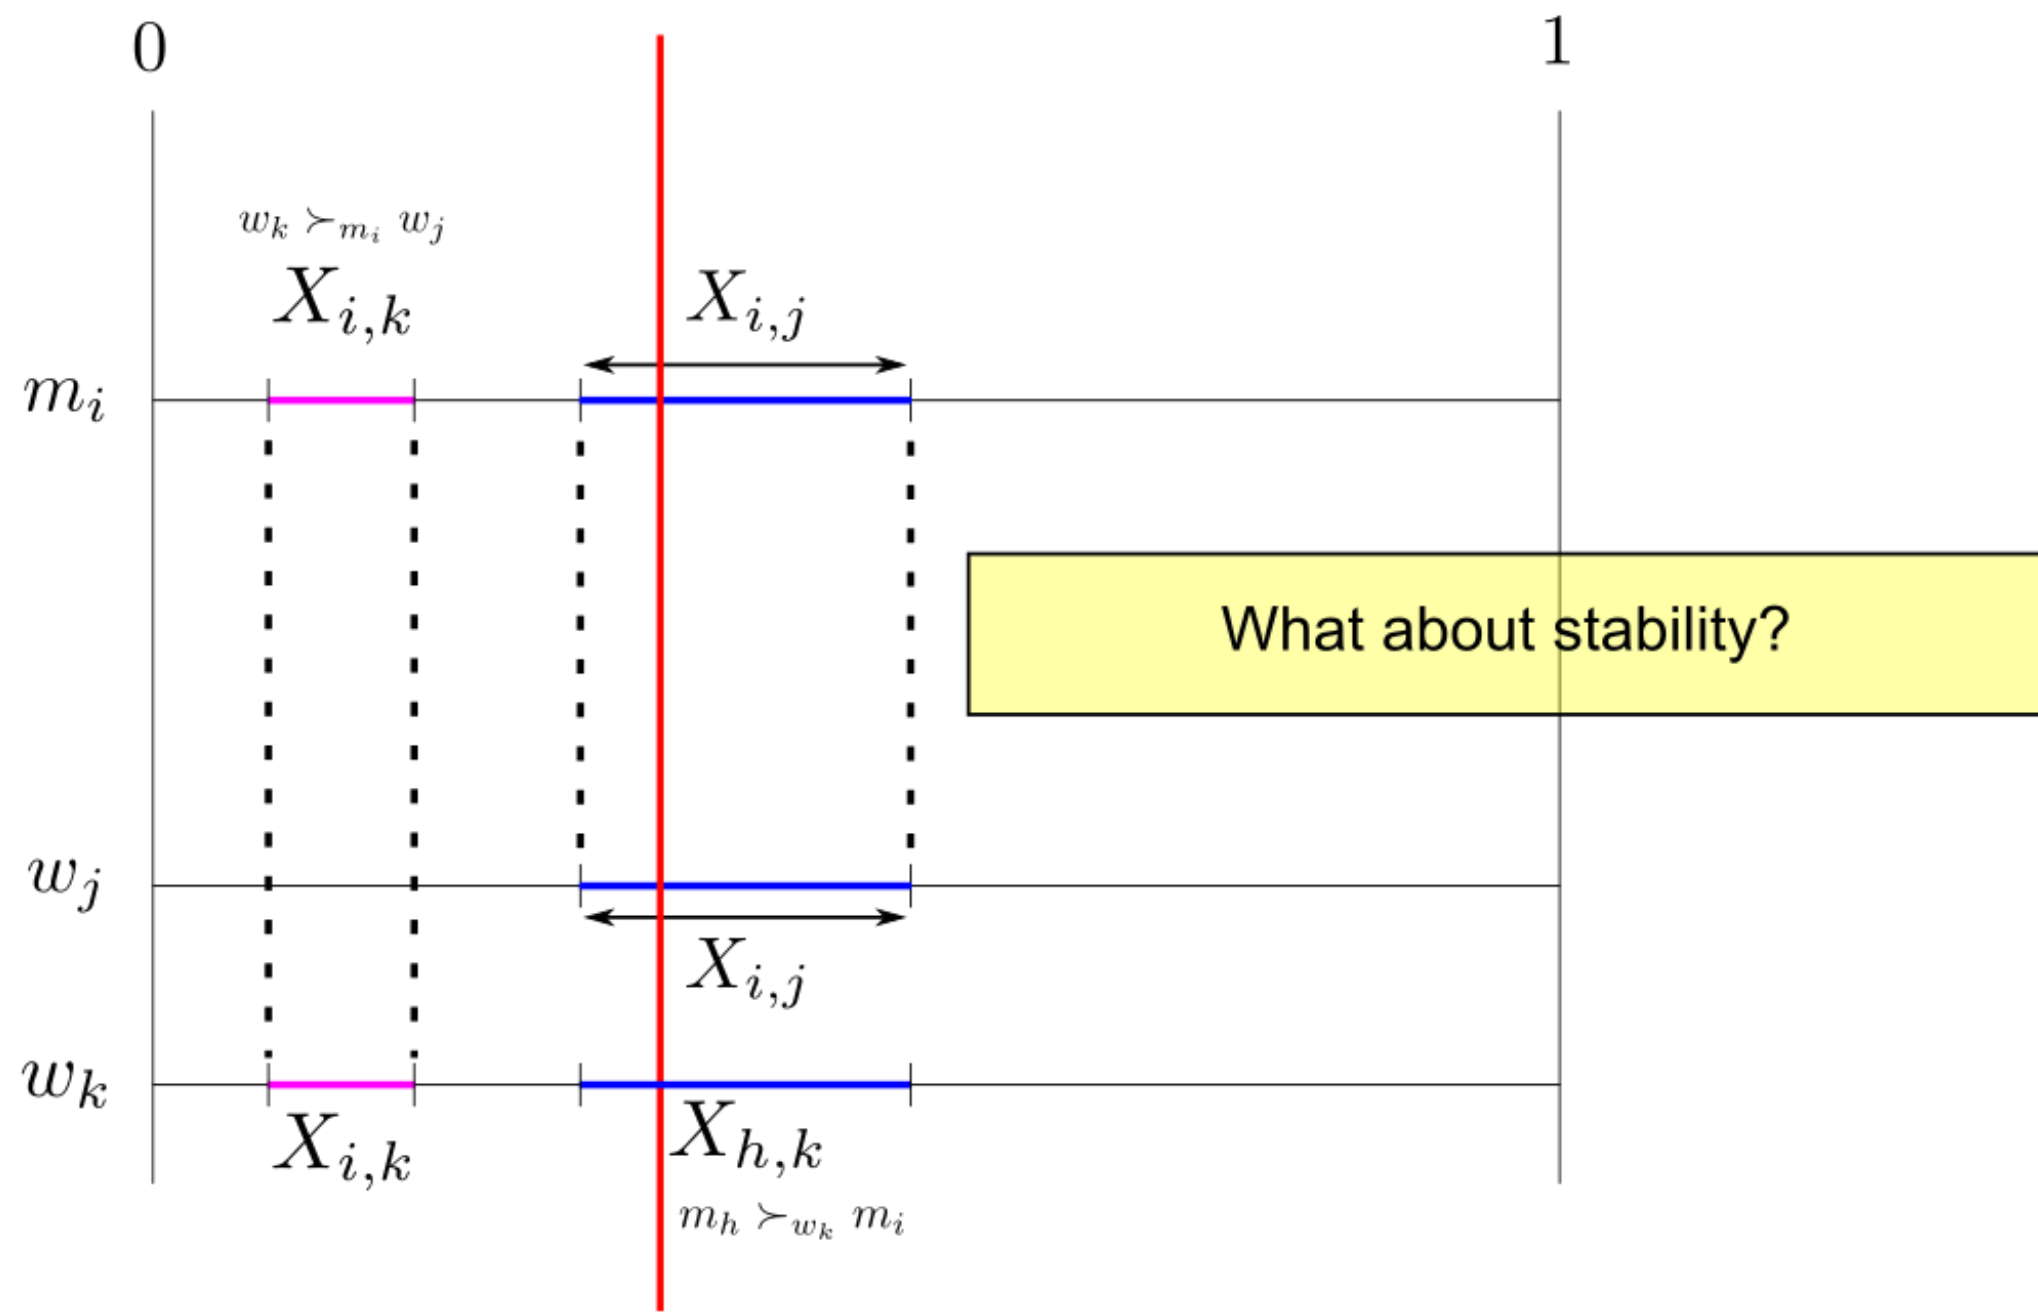 0
1
w_k ≻_{m_i} w_j
X_{i,k}
X_{i,j}
m_i
What about stability?
w_j
X_{i,j}
w_k
X_{i,k}
X_{h,k}
m_h ≻_{w_k} m_i